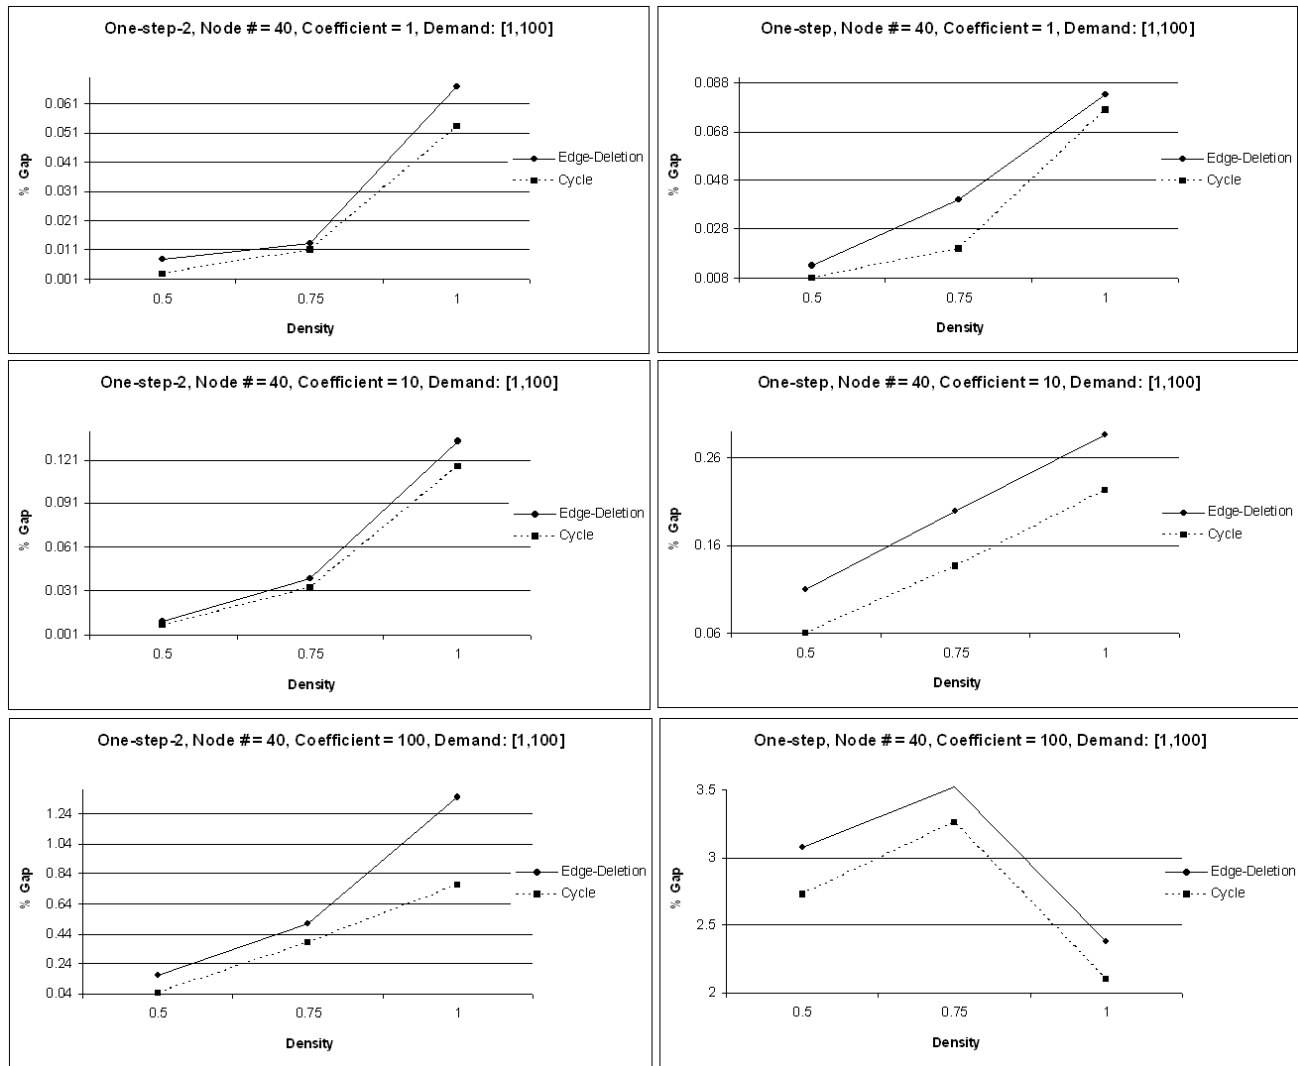 One-step-2, Node # = 40, Coefficient = 1, Demand: [1,100]
0.061
0.051
0.041
0.031
0.021
0.011
0.001
% Gap
0.5 0.75 1
Density
Edge-Deletion
Cycle
One-step, Node # = 40, Coefficient = 1, Demand: [1,100]
0.088
0.068
0.048
0.028
0.008
% Gap
0.5 0.75 1
Density
Edge-Deletion
Cycle
One-step-2, Node # = 40, Coefficient = 10, Demand: [1,100]
0.121
0.091
0.061
0.031
0.001
% Gap
0.5 0.75 1
Density
Edge-Deletion
Cycle
One-step, Node # = 40, Coefficient = 10, Demand: [1,100]
0.26
0.16
0.06
% Gap
0.5 0.75 1
Density
Edge-Deletion
Cycle
One-step-2, Node # = 40, Coefficient = 100, Demand: [1,100]
1.24
1.04
0.84
0.64
0.44
0.24
0.04
% Gap
0.5 0.75 1
Density
Edge-Deletion
Cycle
One-step, Node # = 40, Coefficient = 100, Demand: [1,100]
3.5
3
2.5
2
% Gap
0.5 0.75 1
Density
Edge-Deletion
Cycle